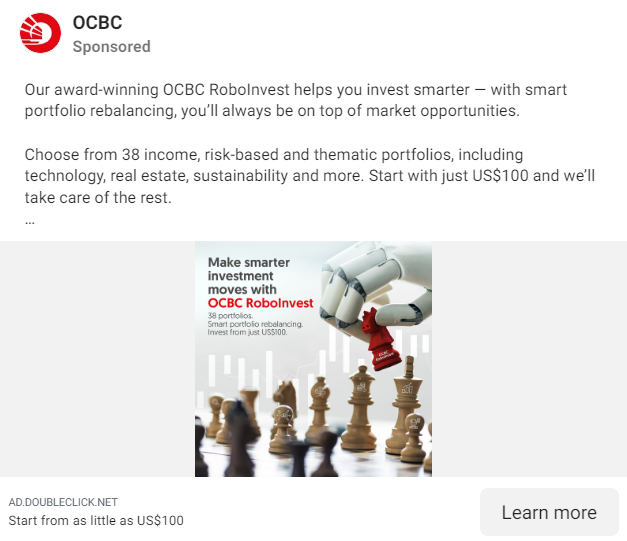 OCBC
Sponsored
Our award-winning OCBC RoboInvest helps you invest smarter — with smart
portfolio rebalancing, you’ll always be on top of market opportunities.
Choose from 38 income, risk-based and thematic portfolios, including
technology, real estate, sustainability and more. Start with just US$100 and we’ll
take care of the rest.
...
Make smarter
investment
moves with
OCBC RoboInvest
38 portfolios.
Smart portfolio rebalancing.
Invest from just US$100.
OCBC
RoboInvest
AD.DOUBLECLICK.NET
Start from as little as US$100
Learn more